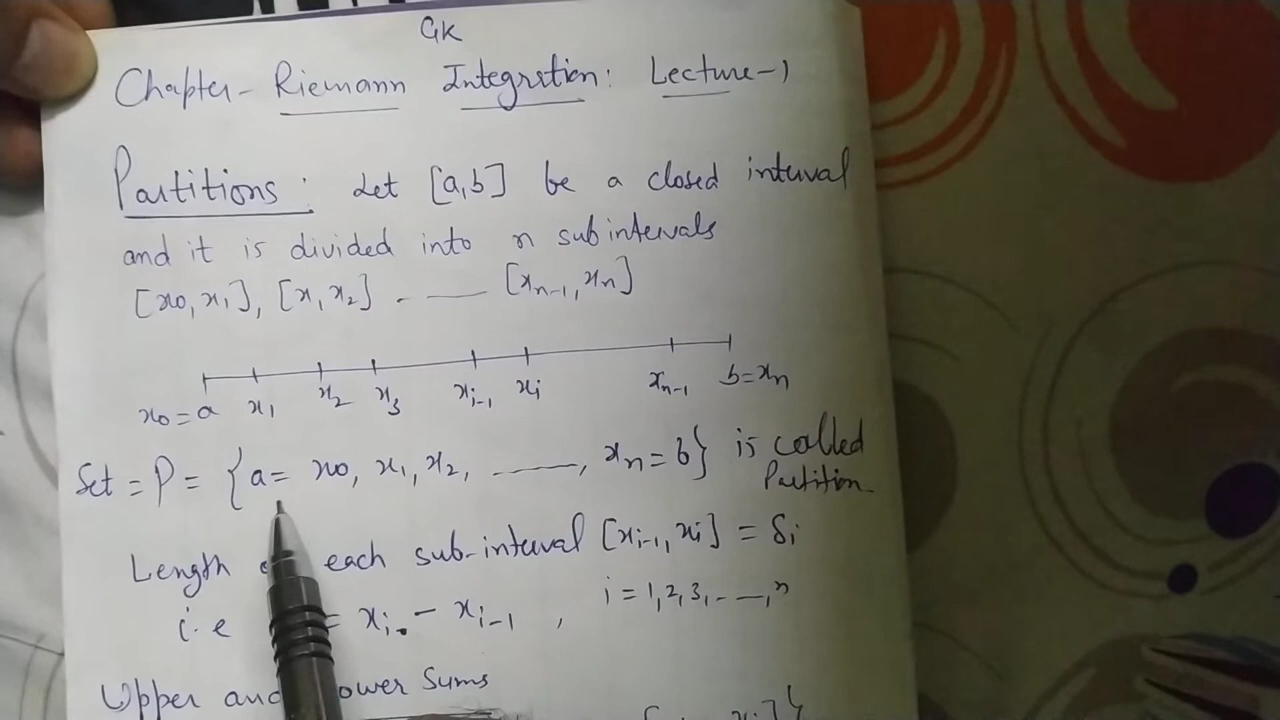 GK
Chapter- Riemann Integration: Lecture-1
Partitions: Let [a,b] be a closed interval
and it is divided into n subintervals
[x0, x1], [x1 x2] - —— [xn-1, xn]
x0=a x1 x2 x3 xi-1 xi xn-1 b=xn
Set = P = {a= x0, x1, x2, ——, xn=b} is called
Partition
Length each sub-interval [xi-1, xi] = δi
i.e = xi - xi-1 , i = 1,2,3,- —,n
Upper and Lower Sums